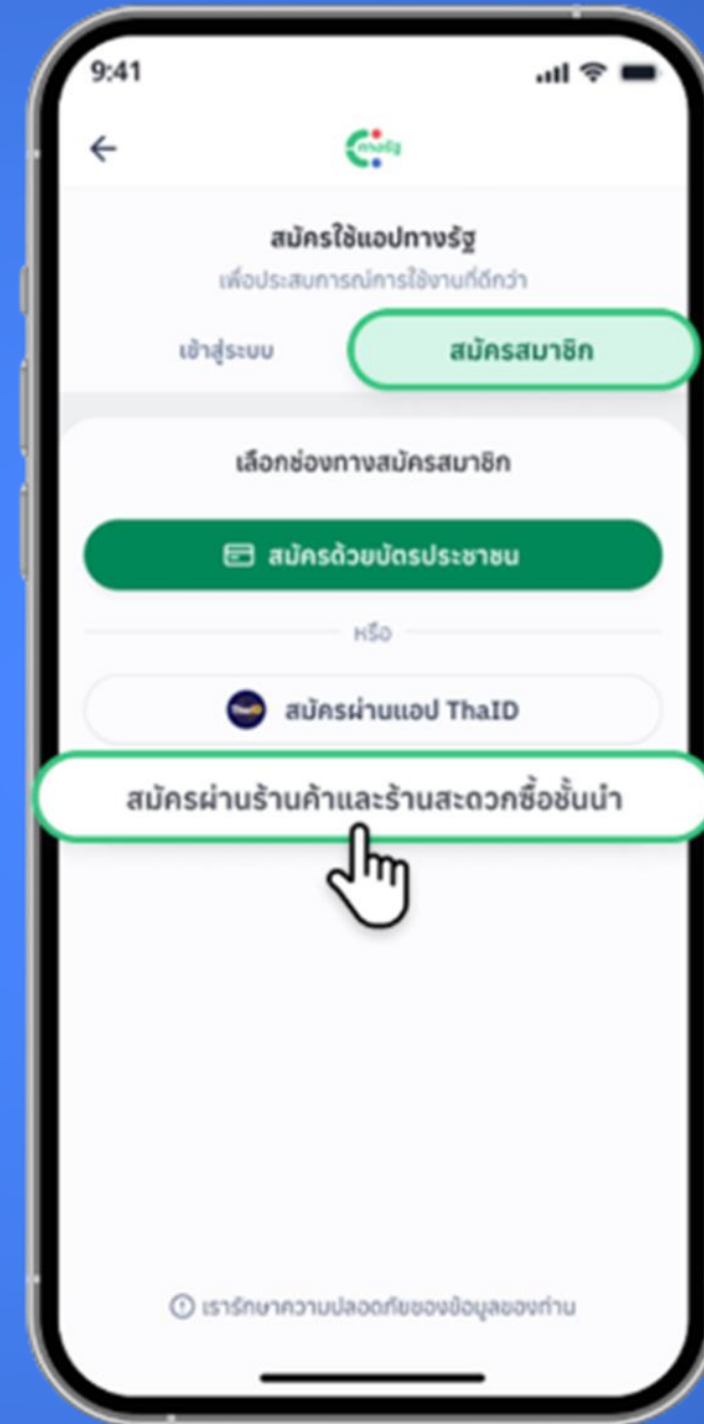 9:41
ทางรัฐ
สมัครใช้แอปทางรัฐ
เพื่อประสบการณ์การใช้งานที่ดีกว่า
เข้าสู่ระบบ
สมัครสมาชิก
เลือกช่องทางสมัครสมาชิก
สมัครด้วยบัตรประชาชน
หรือ
สมัครผ่านแอป ThaID
สมัครผ่านร้านค้าและร้านสะดวกซื้อชั้นนำ
เรารักษาความปลอดภัยของข้อมูลของท่าน